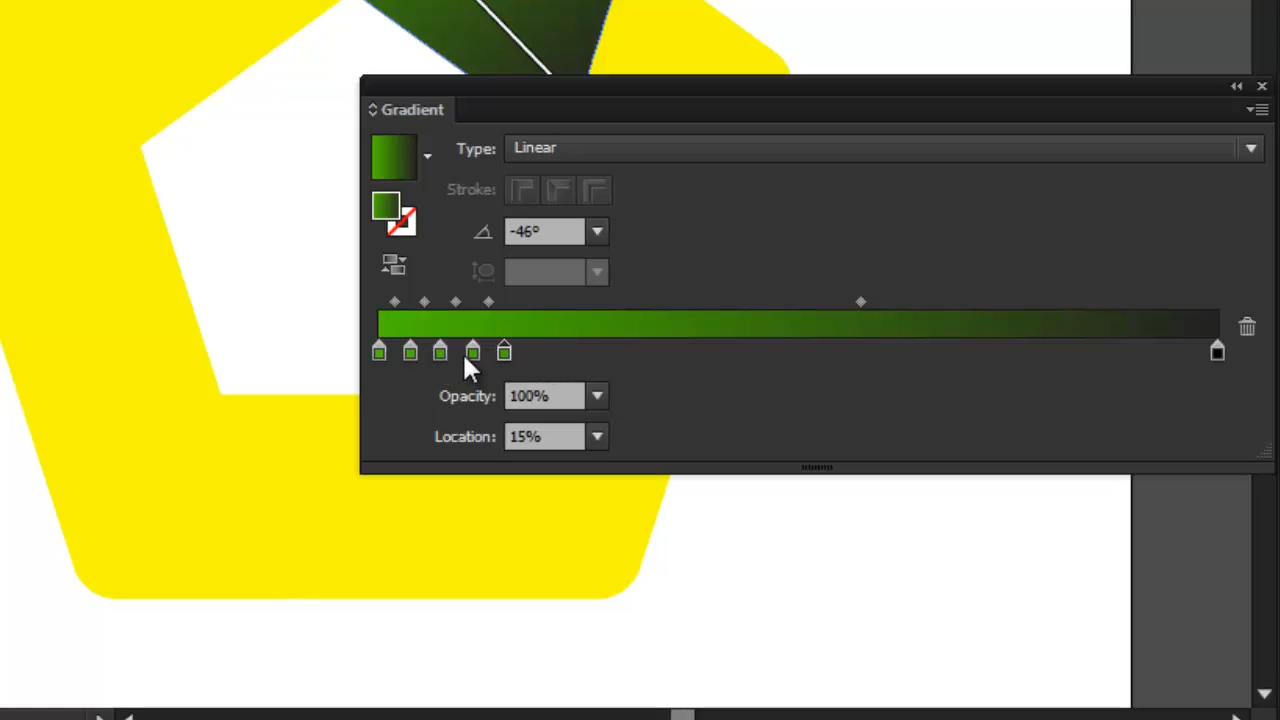 Gradient
Type: Linear
Stroke:
-46°
Opacity: 100%
Location: 15%